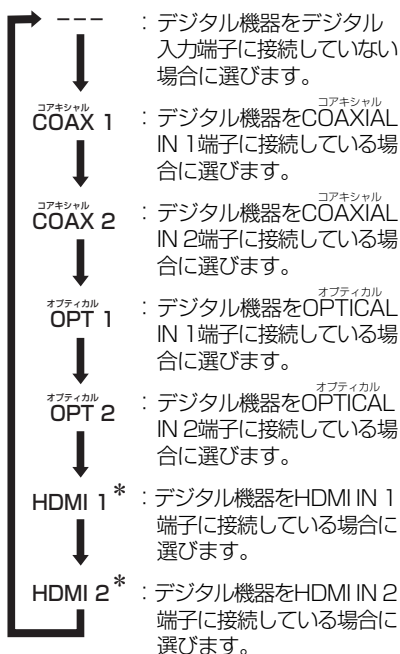 --- : デジタル機器をデジタル
入力端子に接続していない
場合に選びます。
コアキシャル コアキシャル
COAX 1 : デジタル機器をCOAXIAL
IN 1端子に接続している場
合に選びます。
コアキシャル コアキシャル
COAX 2 : デジタル機器をCOAXIAL
IN 2端子に接続している場
合に選びます。
オプティカル オプティカル
OPT 1 : デジタル機器をOPTICAL
IN 1端子に接続している場
合に選びます。
オプティカル オプティカル
OPT 2 : デジタル機器をOPTICAL
IN 2端子に接続している場
合に選びます。
HDMI 1* : デジタル機器をHDMI IN 1
端子に接続している場合に
選びます。
HDMI 2* : デジタル機器をHDMI IN 2
端子に接続している場合に
選びます。